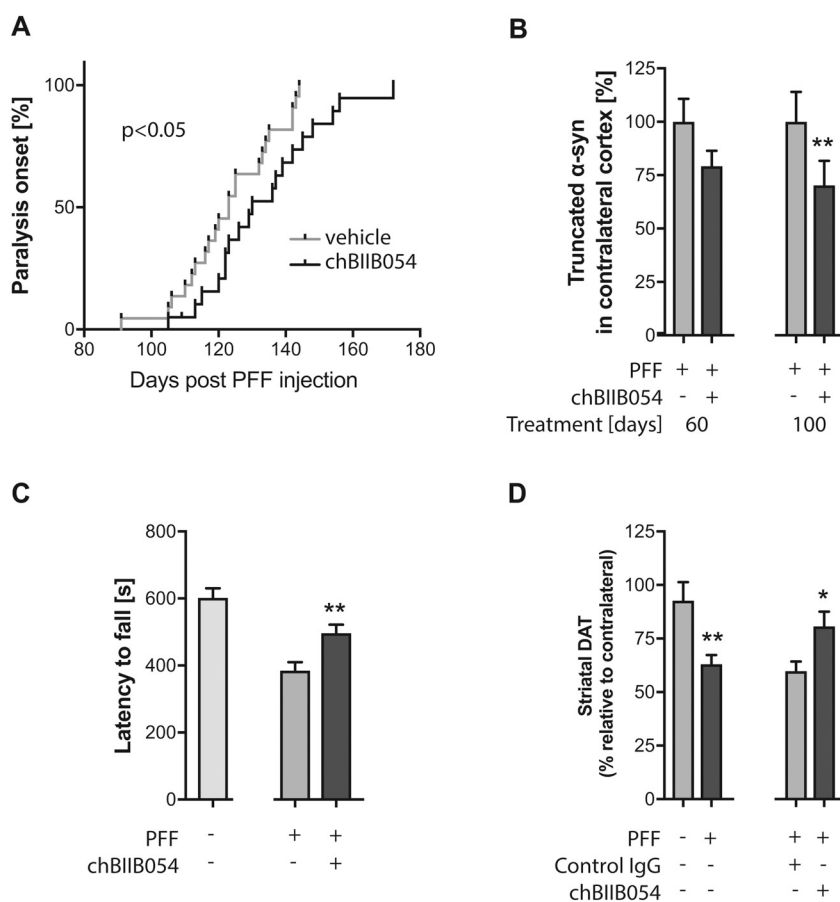 A
Paralysis onset [%]
100
50
0
p<0.05
vehicle
chBIIB054
80 100 120 140 160 180
Days post PFF injection
B
Truncated α-syn
in contralateral cortex [%]
125
100
75
50
25
0
**
PFF + + + +
chBIIB054 - + - +
Treatment [days] 60 100
C
Latency to fall [s]
800
600
400
200
0
**
PFF - + +
chBIIB054 - - +
D
Striatal DAT
(% relative to contralateral)
125
100
75
50
25
0
**
*
PFF - + + +
Control IgG - - + -
chBIIB054 - - - +